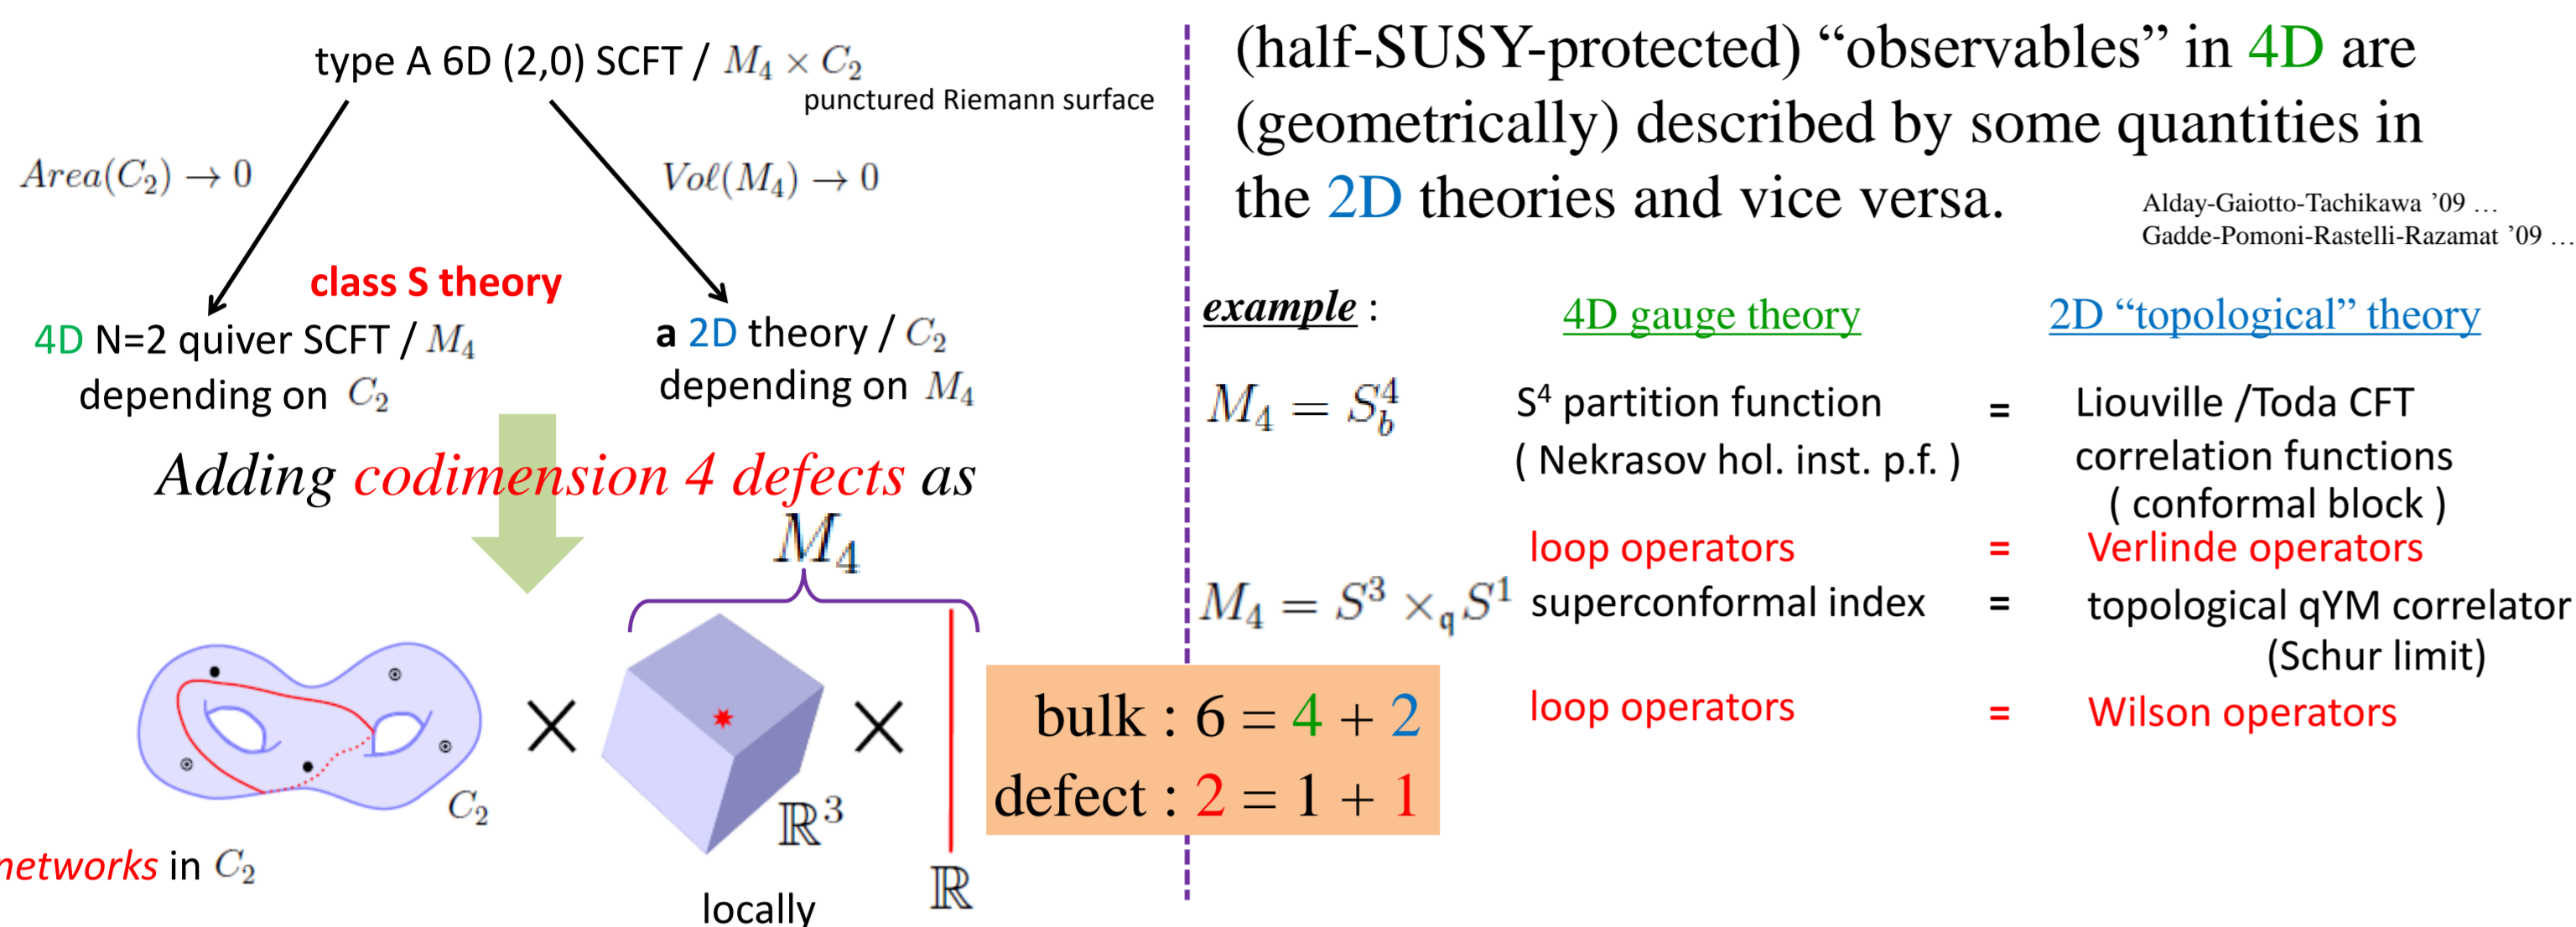 type A 6D (2,0) SCFT / M₄ × C₂
punctured Riemann surface
Area(C₂) → 0
Voℓ(M₄) → 0
class S theory
4D N=2 quiver SCFT / M₄
depending on C₂
a 2D theory / C₂
depending on M₄
Adding codimension 4 defects as
M₄
C₂
×
ℝ³
×
ℝ
networks in C₂
locally
bulk : 6 = 4 + 2
defect : 2 = 1 + 1
(half-SUSY-protected) “observables” in 4D are
(geometrically) described by some quantities in
the 2D theories and vice versa.
Alday-Gaiotto-Tachikawa ’09 …
Gadde-Pomoni-Rastelli-Razamat ’09 …
example : 4D gauge theory 2D “topological” theory
M₄ = S⁴_b S⁴ partition function = Liouville /Toda CFT
( Nekrasov hol. inst. p.f. ) correlation functions
( conformal block )
loop operators = Verlinde operators
M₄ = S³ ×_q S¹ superconformal index = topological qYM correlator
(Schur limit)
loop operators = Wilson operators